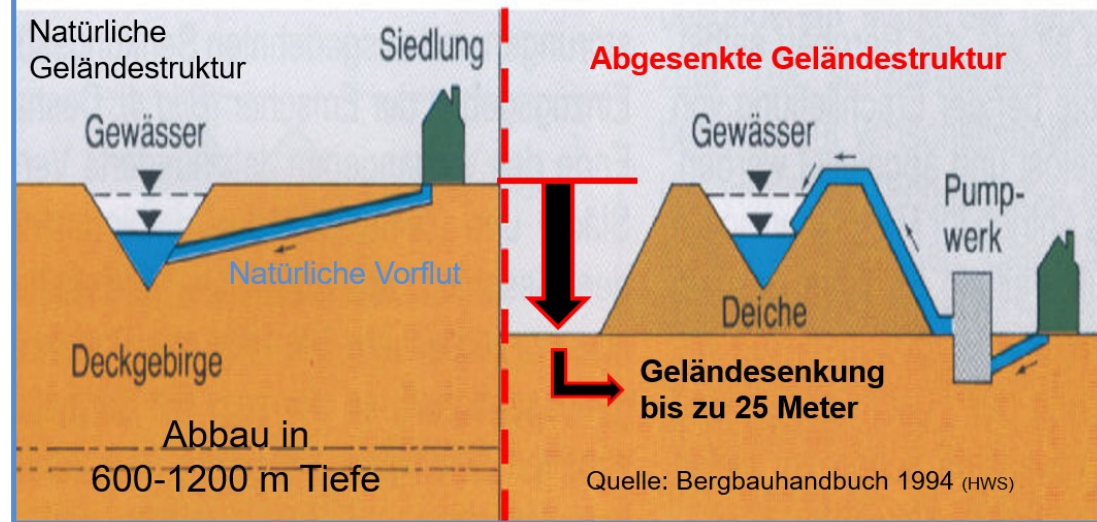 Natürliche
Geländestruktur
Siedlung
Gewässer
Natürliche Vorflut
Deckgebirge
Abbau in
600-1200 m Tiefe
Abgesenkte Geländestruktur
Gewässer
Pump-
werk
Deiche
Geländesenkung
bis zu 25 Meter
Quelle: Bergbauhandbuch 1994 (HWS)